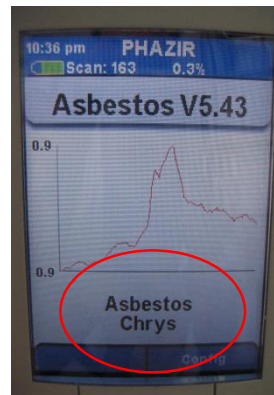 10:36 pm PHAZIR
Scan: 163 0.3%
Asbestos V5.43
0.9
0.9
Asbestos
Chrys
Config